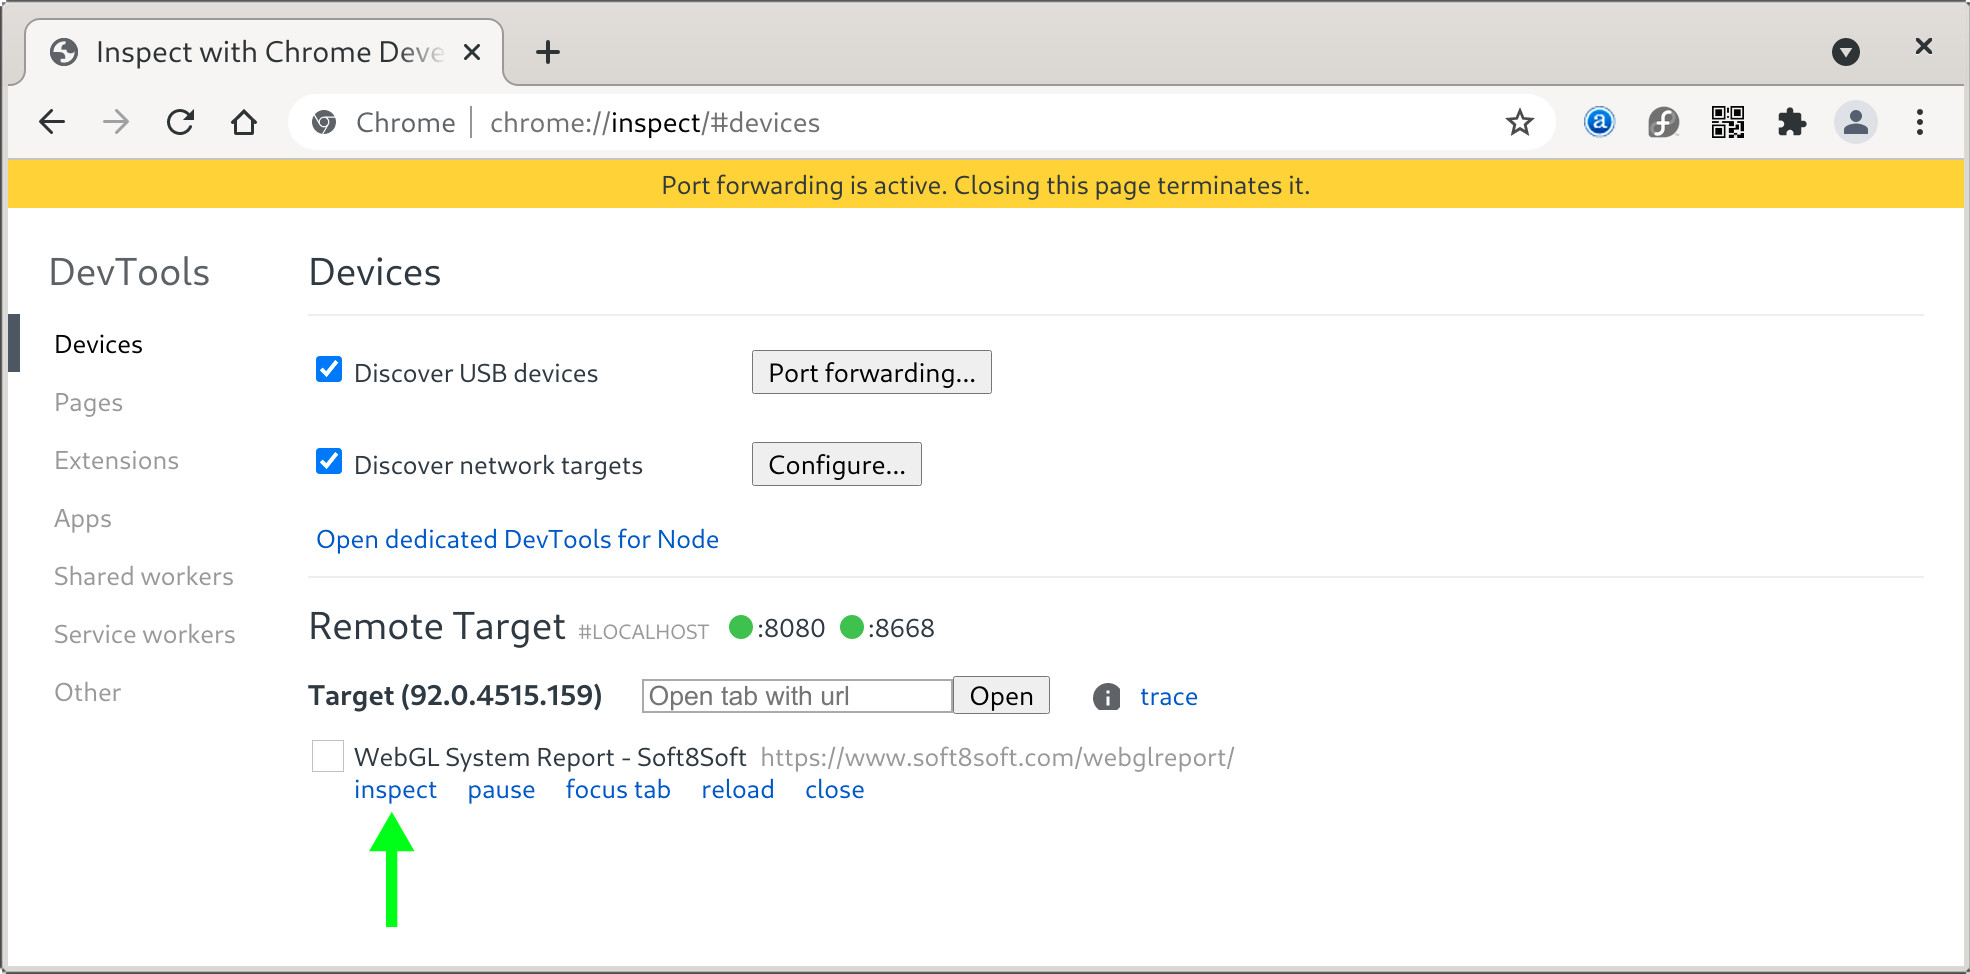 Inspect with Chrome Deve
Chrome chrome://inspect/#devices
Port forwarding is active. Closing this page terminates it.
DevTools
Devices
Pages
Extensions
Apps
Shared workers
Service workers
Other
Devices
Discover USB devices Port forwarding...
Discover network targets Configure...
Open dedicated DevTools for Node
Remote Target #LOCALHOST :8080 :8668
Target (92.0.4515.159) Open tab with url Open trace
WebGL System Report - Soft8Soft https://www.soft8soft.com/webglreport/
inspect pause focus tab reload close